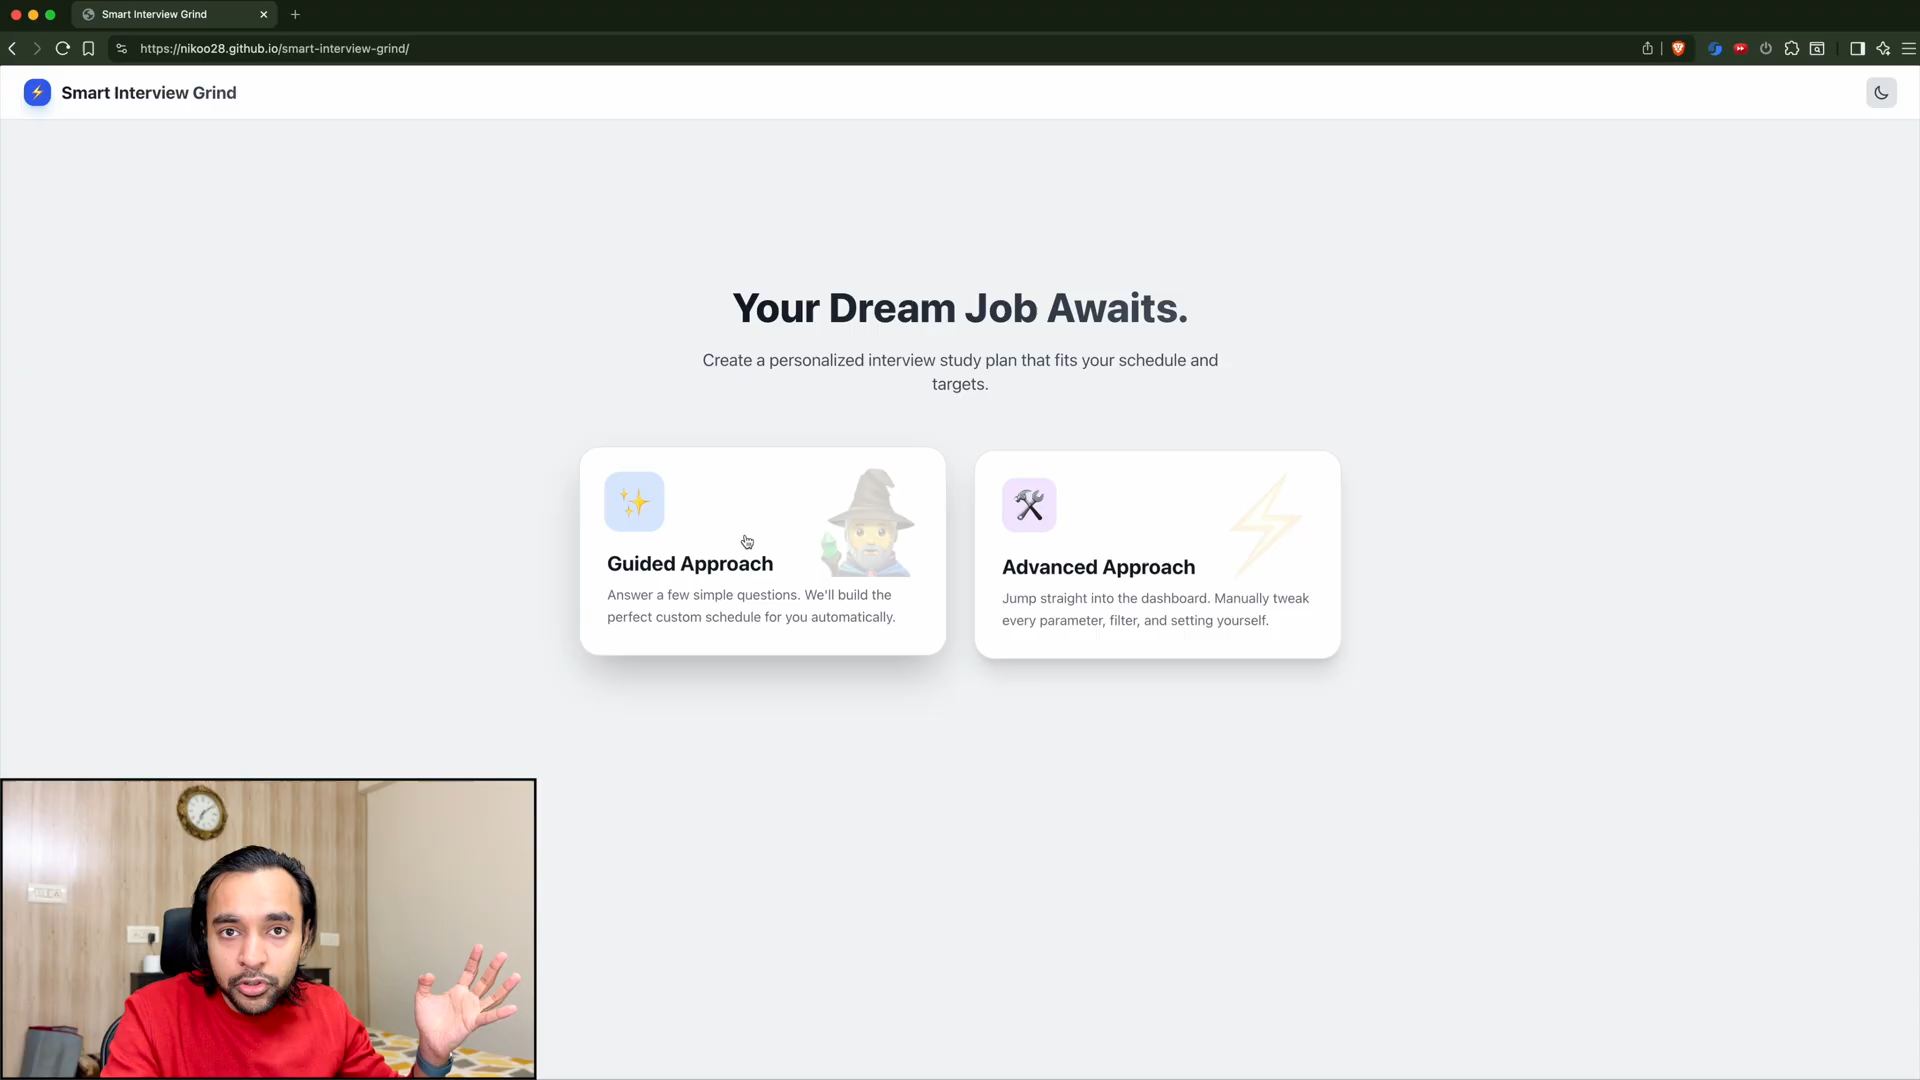 Smart Interview Grind
https://nikoo28.github.io/smart-interview-grind/
Smart Interview Grind
Your Dream Job Awaits.
Create a personalized interview study plan that fits your schedule and
targets.
Guided Approach
Answer a few simple questions. We'll build the
perfect custom schedule for you automatically.
Advanced Approach
Jump straight into the dashboard. Manually tweak
every parameter, filter, and setting yourself.